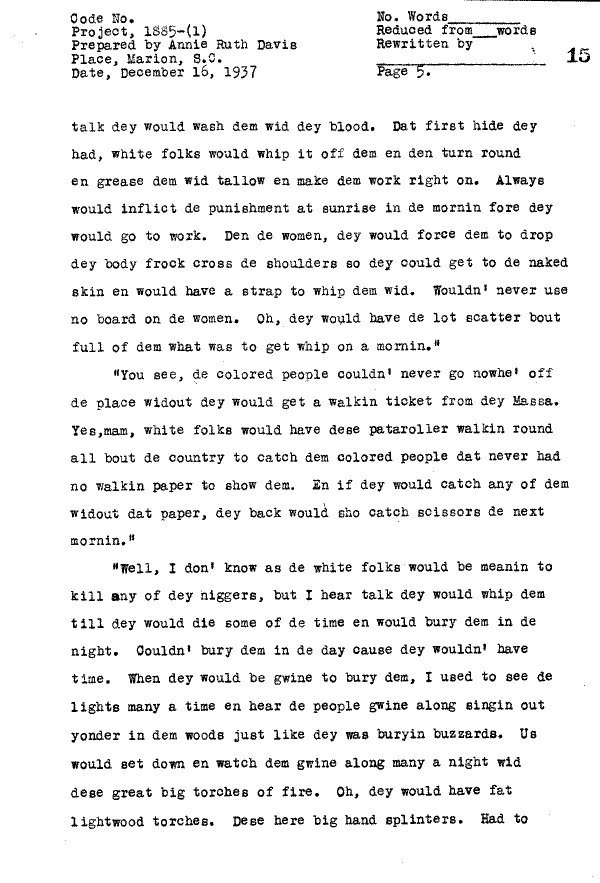 Code No.
Project, 1885-(1)
Prepared by Annie Ruth Davis
Place, Marion, S.C.
Date, December 16, 1937
No. Words__________
Reduced from___words
Rewritten by
________________
Page 5.
15
talk dey would wash dem wid dey blood.  Dat first hide dey
had, white folks would whip it off dem en den turn round
en grease dem wid tallow en make dem work right on.  Always
would inflict de punishment at sunrise in de mornin fore dey
would go to work.  Den de women, dey would force dem to drop
dey body frock cross de shoulders so dey could get to de naked
skin en would have a strap to whip dem wid.  Wouldn' never use
no board on de women.  Oh, dey would have de lot scatter bout
full of dem what was to get whip on a mornin."
"You see, de colored people couldn' never go nowhe' off
de place widout dey would get a walkin ticket from dey Massa.
Yes,mam, white folks would have dese pataroller walkin round
all bout de country to catch dem colored people dat never had
no walkin paper to show dem.  En if dey would catch any of dem
widout dat paper, dey back would sho catch scissors de next
mornin."
"Well, I don' know as de white folks would be meanin to
kill any of dey niggers, but I hear talk dey would whip dem
till dey would die some of de time en would bury dem in de
night.  Couldn' bury dem in de day cause dey wouldn' have
time.  When dey would be gwine to bury dem, I used to see de
lights many a time en hear de people gwine along singin out
yonder in dem woods just like dey was buryin buzzards.  Us
would set down en watch dem gwine along many a night wid
dese great big torches of fire.  Oh, dey would have fat
lightwood torches.  Dese here big hand splinters.  Had to